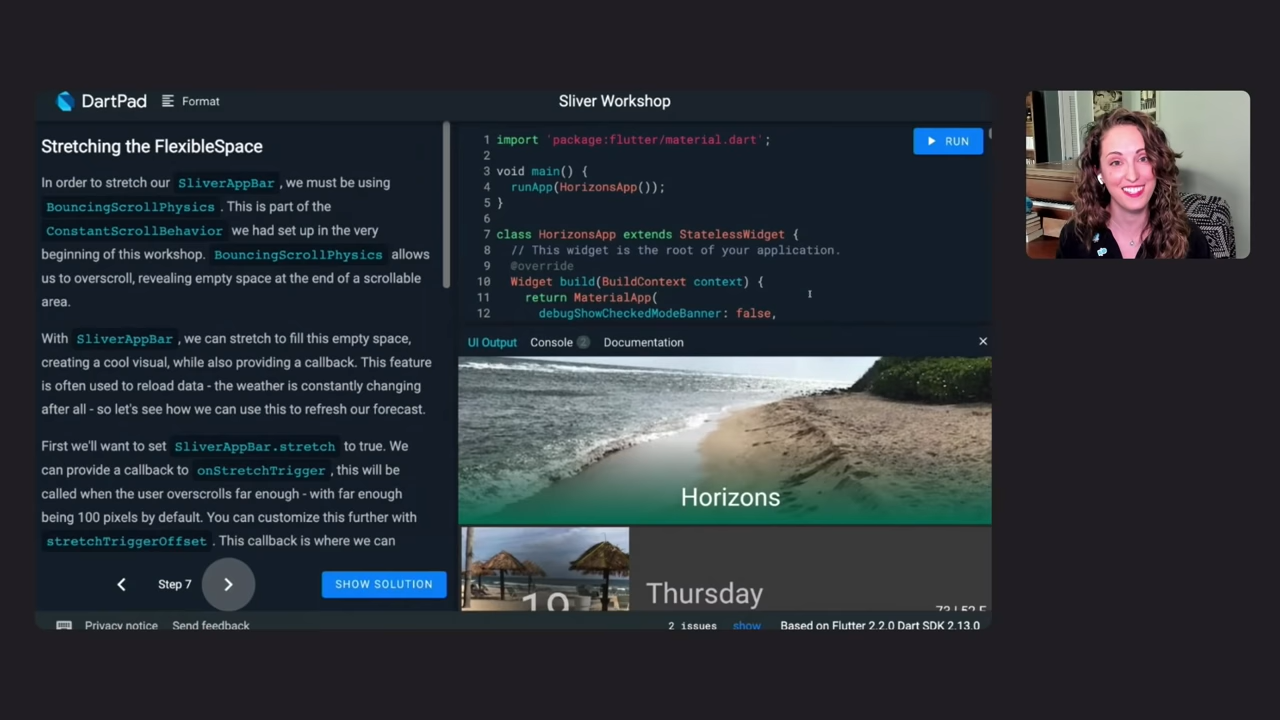 DartPad
Format
Sliver Workshop
Stretching the FlexibleSpace
In order to stretch our SliverAppBar, we must be using
BouncingScrollPhysics. This is part of the
ConstantScrollBehavior we had set up in the very
beginning of this workshop. BouncingScrollPhysics allows
us to overscroll, revealing empty space at the end of a scrollable
area.
With SliverAppBar, we can stretch to fill this empty space,
creating a cool visual, while also providing a callback. This feature
is often used to reload data - the weather is constantly changing
after all - so let's see how we can use this to refresh our forecast.
First we'll want to set SliverAppBar.stretch to true. We
can provide a callback to onStretchTrigger, this will be
called when the user overscrolls far enough - with far enough
being 100 pixels by default. You can customize this further with
stretchTriggerOffset. This callback is where we can
Step 7
SHOW SOLUTION
1 import 'package:flutter/material.dart';
2
3 void main() {
4 runApp(HorizonsApp());
5 }
6
7 class HorizonsApp extends StatelessWidget {
8 // This widget is the root of your application.
9 @override
10 Widget build(BuildContext context) {
11 return MaterialApp(
12 debugShowCheckedModeBanner: false,
RUN
UI Output Console 2 Documentation
Horizons
19
Thursday
73 | 52 F
Privacy notice Send feedback
2 issues show Based on Flutter 2.2.0 Dart SDK 2.13.0